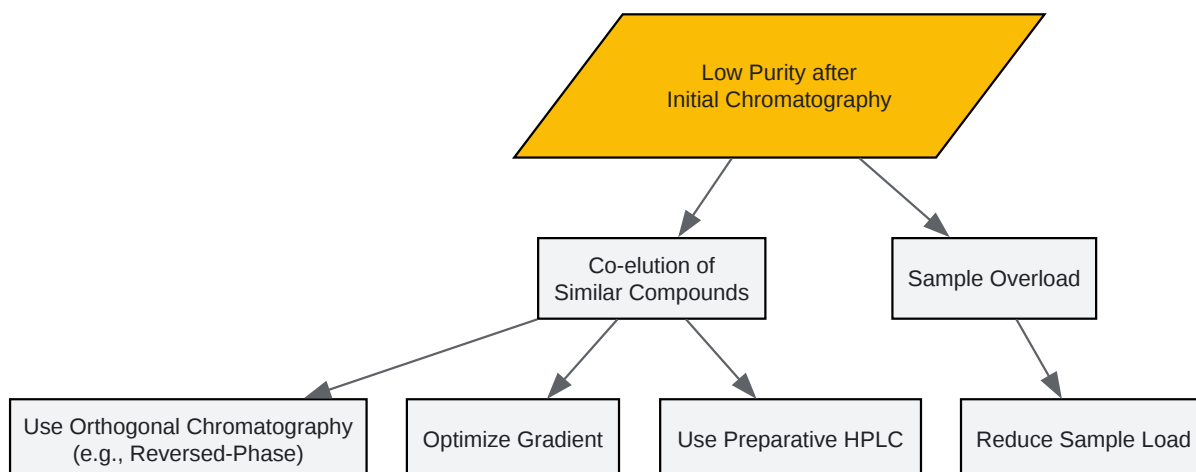 Low Purity after
Initial Chromatography
Co-elution of
Similar Compounds
Sample Overload
Use Orthogonal Chromatography
(e.g., Reversed-Phase)
Optimize Gradient
Use Preparative HPLC
Reduce Sample Load